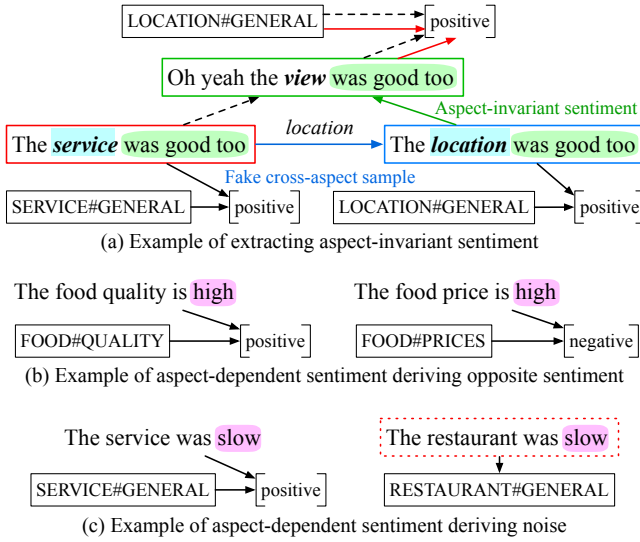 LOCATION#GENERAL
[positive]
Oh yeah the view was good too
Aspect-invariant sentiment
The service was good too
location
The location was good too
Fake cross-aspect sample
SERVICE#GENERAL
[positive]
LOCATION#GENERAL
[positive]
(a) Example of extracting aspect-invariant sentiment
The food quality is high
The food price is high
FOOD#QUALITY
[positive]
FOOD#PRICES
[negative]
(b) Example of aspect-dependent sentiment deriving opposite sentiment
The service was slow
The restaurant was slow
SERVICE#GENERAL
[positive]
RESTAURANT#GENERAL
(c) Example of aspect-dependent sentiment deriving noise